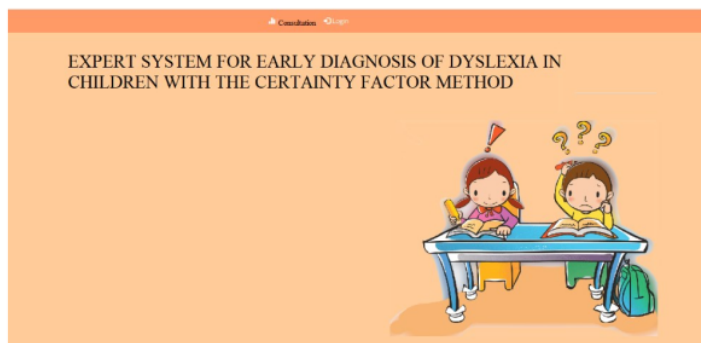 Consultation Login
EXPERT SYSTEM FOR EARLY DIAGNOSIS OF DYSLEXIA IN
CHILDREN WITH THE CERTAINTY FACTOR METHOD
! ? ? ?